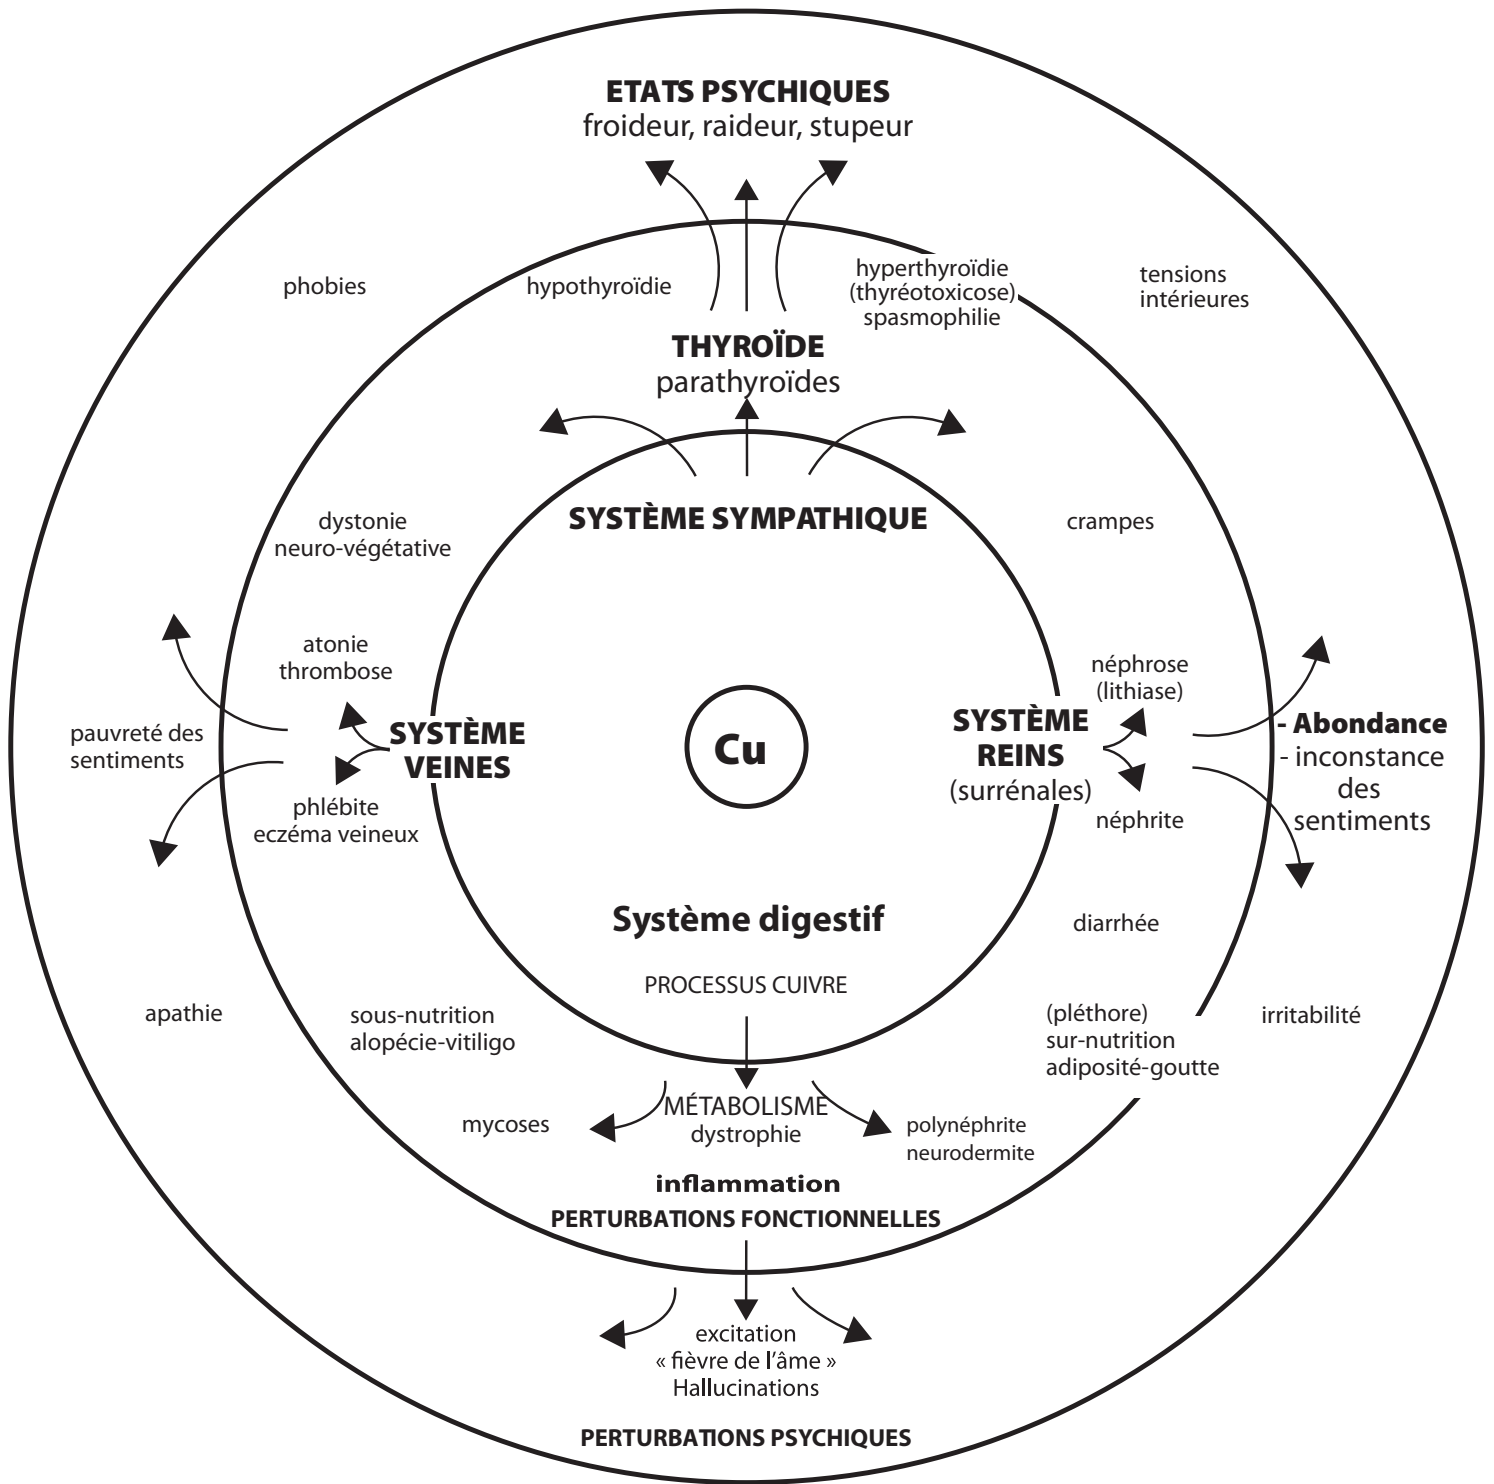 ETATS PSYCHIQUES
froideur, raideur, stupeur
phobies
hypothyroïdie
hyperthyroïdie
(thyréotoxicose)
spasmophilie
tensions
intérieures
THYROÏDE
parathyroïdes
SYSTÈME SYMPATHIQUE
dystonie
neuro-végétative
crampes
atonie
thrombose
néphrose
(lithiase)
pauvreté des
sentiments
SYSTÈME
VEINES
Cu
SYSTÈME
REINS
(surrénales)
- Abondance
- inconstance
des
sentiments
phlébite
eczéma veineux
néphrite
Système digestif
diarrhée
PROCESSUS CUIVRE
apathie
sous-nutrition
alopécie-vitiligo
(pléthore)
sur-nutrition
adiposité-goutte
irritabilité
mycoses
MÉTABOLISME
dystrophie
polynéphrite
neurodermite
inflammation
PERTURBATIONS FONCTIONNELLES
excitation
« fièvre de l'âme »
Hallucinations
PERTURBATIONS PSYCHIQUES